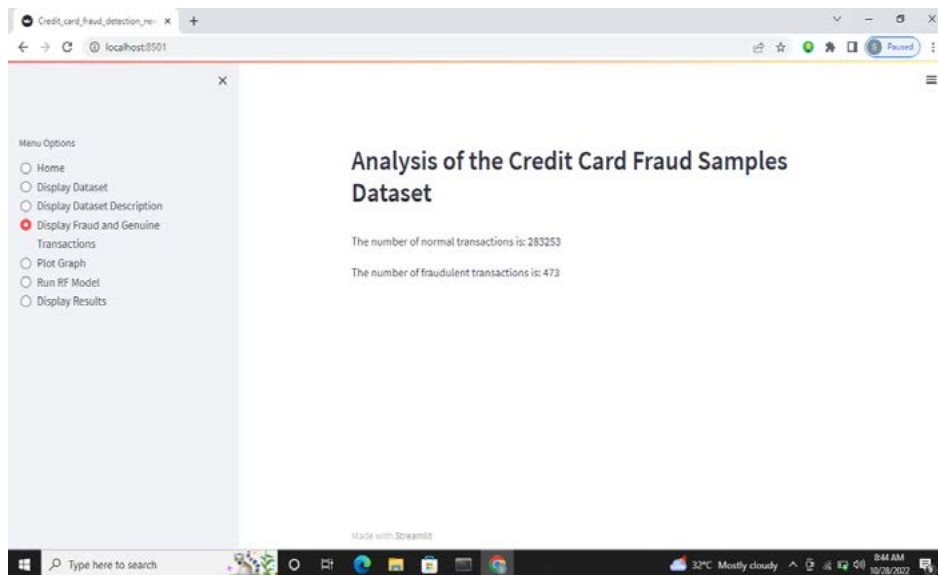 Credit_card_fraud_detection_ne
localhost:8501
Paused
Menu Options
Home
Display Dataset
Display Dataset Description
Display Fraud and Genuine
Transactions
Plot Graph
Run RF Model
Display Results
Analysis of the Credit Card Fraud Samples
Dataset
The number of normal transactions is: 283253
The number of fraudulent transactions is: 473
Made with Streamlit
Type here to search
32°C Mostly cloudy
8:44 AM
10/28/2022